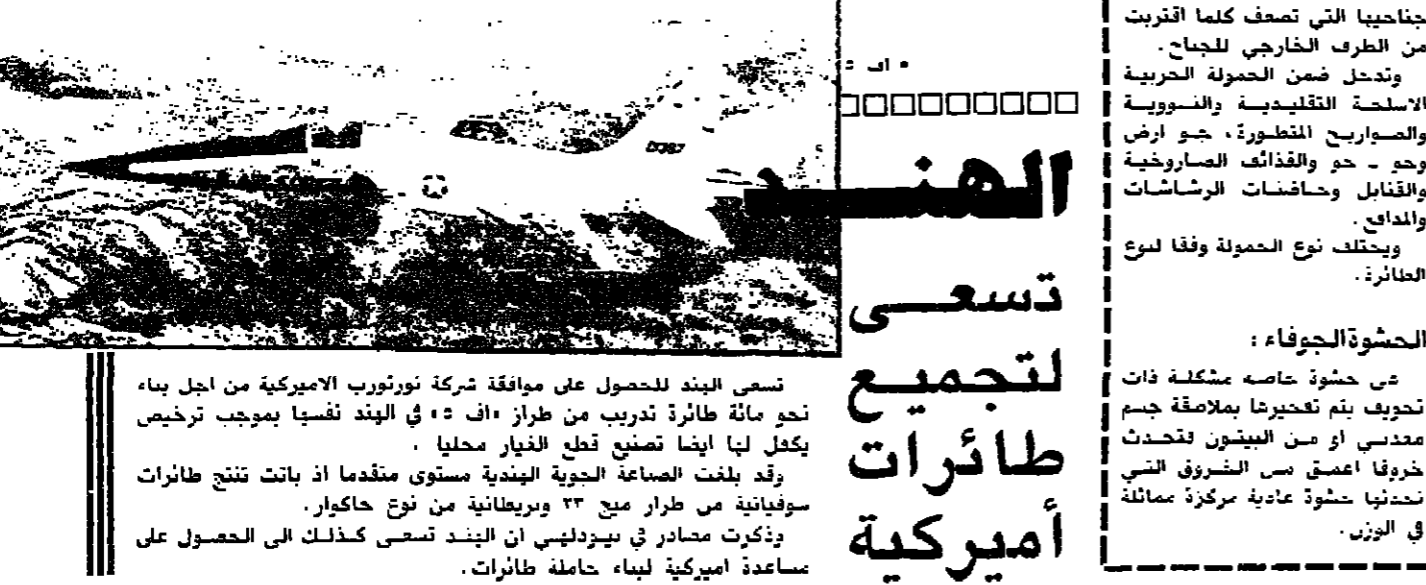 جناحيها التي تصعف كلما اقتربت
من الطرف الخارجي للجناح .
وتدخل ضمن الحمولة الحربية
الاسلحة التقليدية والنووية
والصواريخ المتطورة، جو ارض
وجو - جو والقذائف الصاروخية
والقنابل وحاضنات الرشاشات
والمدافع .
ويختلف نوع الحمولة وفقا لنوع
الطائرة .
الحشوة الجوفاء :
هي حشوة خاصه مشكلة ذات
تجويف يتم تفجيرها بملاصقة جسم
معدني او من البيتون فتحدث
خروقا اعمق من الخروق التي
تحدثها حشوة عادية مركزة مماثلة
في الوزن .
الهند
تسعى
لتجميع
طائرات
أميركية
تسعى الهند للحصول على موافقة شركة نورثورب الاميركية من اجل بناء
نحو مائة طائرة تدريب من طراز «اف ٥» في الهند نفسها بموجب ترخيص
يكفل لها ايضا تصنيع قطع الغيار محليا .
وقد بلغت الصناعة الجوية الهندية مستوى متقدما اذ باتت تنتج طائرات
سوفياتية من طراز ميج ٢٣ وبريطانية من نوع جاكوار .
وذكرت مصادر في نيودلهي ان الهند تسعى كذلك الى الحصول على
مساعدة اميركية لبناء حاملة طائرات .